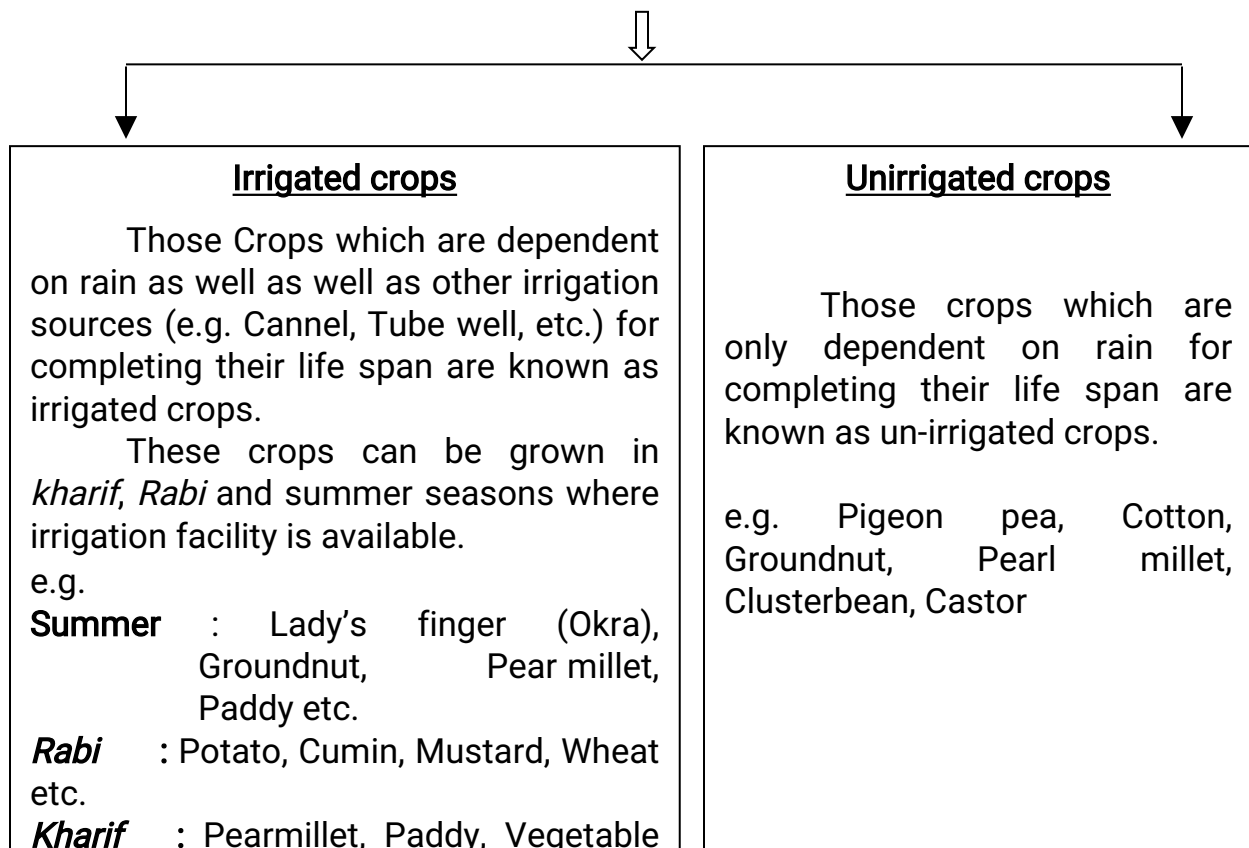 Irrigated crops
Those Crops which are dependent
on rain as well as well as other irrigation
sources (e.g. Cannel, Tube well, etc.) for
completing their life span are known as
irrigated crops.
These crops can be grown in
kharif, Rabi and summer seasons where
irrigation facility is available.
e.g.
Summer : Lady’s finger (Okra),
Groundnut, Pear millet,
Paddy etc.
Rabi : Potato, Cumin, Mustard, Wheat
etc.
Kharif : Pearmillet, Paddy, Vegetable
Unirrigated crops
Those crops which are
only dependent on rain for
completing their life span are
known as un-irrigated crops.
e.g. Pigeon pea, Cotton,
Groundnut, Pearl millet,
Clusterbean, Castor